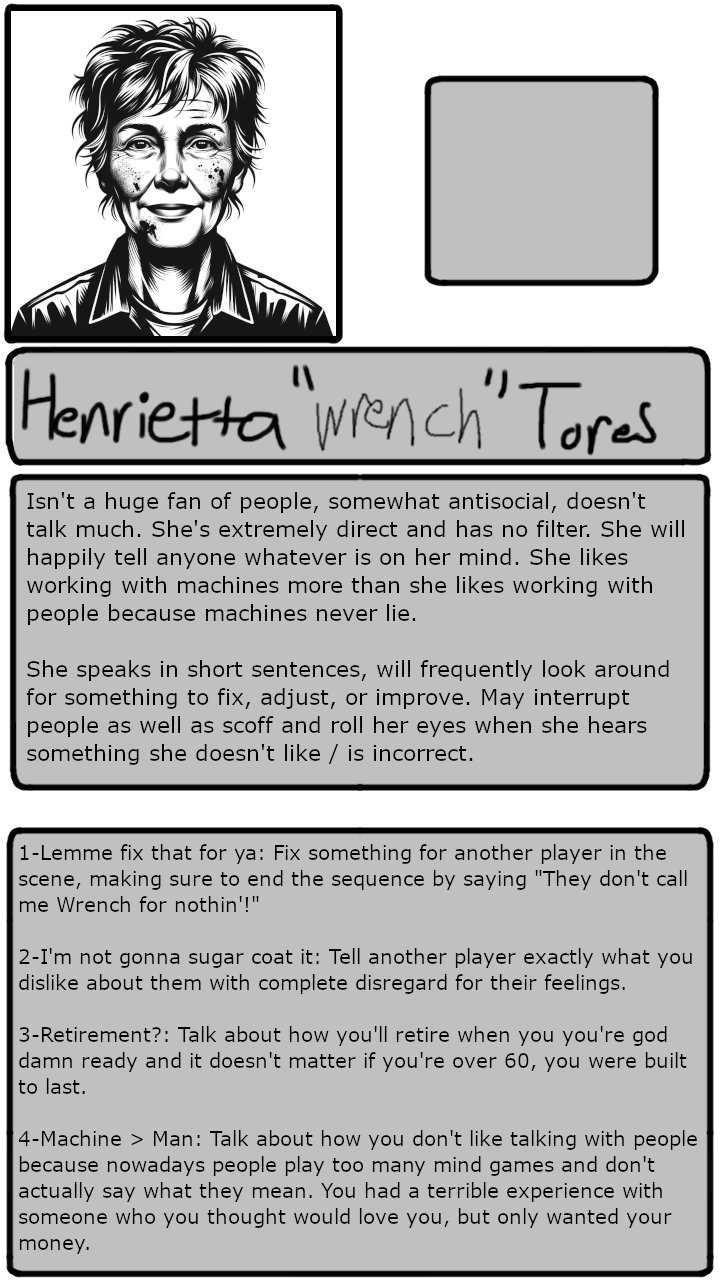 Henrietta "wrench" Tores
Isn't a huge fan of people, somewhat antisocial, doesn't
talk much. She's extremely direct and has no filter. She will
happily tell anyone whatever is on her mind. She likes
working with machines more than she likes working with
people because machines never lie.
She speaks in short sentences, will frequently look around
for something to fix, adjust, or improve. May interrupt
people as well as scoff and roll her eyes when she hears
something she doesn't like / is incorrect.
1-Lemme fix that for ya: Fix something for another player in the
scene, making sure to end the sequence by saying "They don't call
me Wrench for nothin'!"
2-I'm not gonna sugar coat it: Tell another player exactly what you
dislike about them with complete disregard for their feelings.
3-Retirement?: Talk about how you'll retire when you you're god
damn ready and it doesn't matter if you're over 60, you were built
to last.
4-Machine > Man: Talk about how you don't like talking with people
because nowadays people play too many mind games and don't
actually say what they mean. You had a terrible experience with
someone who you thought would love you, but only wanted your
money.